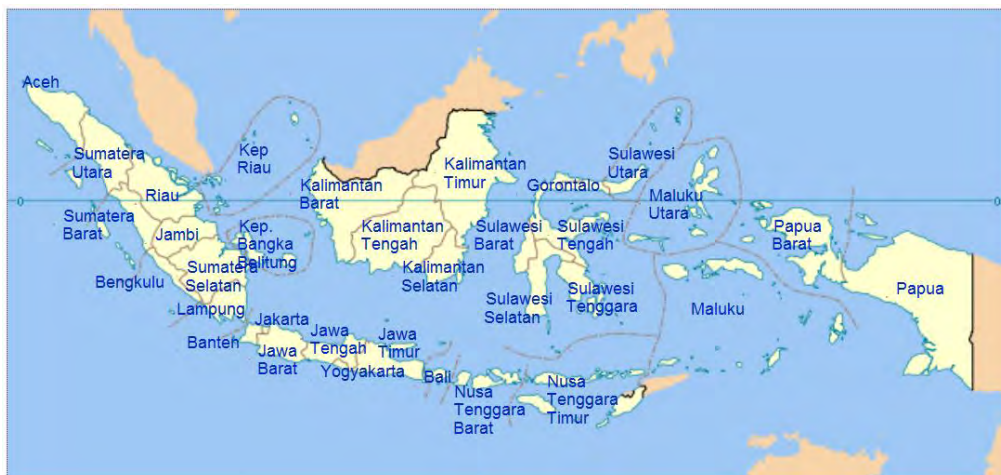 Aceh
Sumatera
Utara
Kep
Riau
Riau
Sumatera
Barat
Jambi
Kep.
Bangka
Belitung
Bengkulu
Sumatera
Selatan
Lampung
Banten
Jakarta
Jawa
Barat
Jawa
Tengah
Yogyakarta
Jawa
Timur
Bali
Nusa
Tenggara
Barat
Nusa
Tenggara
Timur
Kalimantan
Barat
Kalimantan
Tengah
Kalimantan
Timur
Kalimantan
Selatan
Gorontalo
Sulawesi
Utara
Sulawesi
Barat
Sulawesi
Tengah
Sulawesi
Selatan
Sulawesi
Tenggara
Maluku
Utara
Maluku
Papua
Barat
Papua
0
0